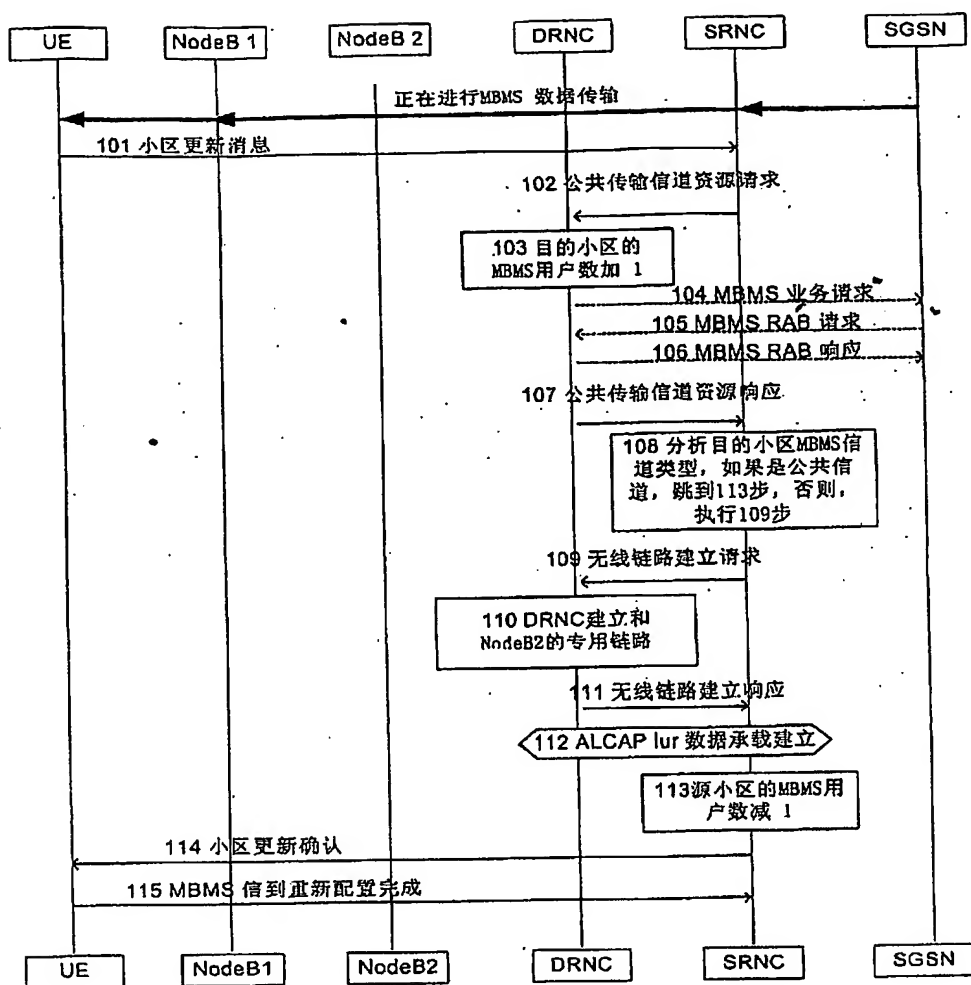 UE
NodeB 1
NodeB 2
DRNC
SRNC
SGSN
正在进行MBMS 数据传输
101 小区更新消息
102 公共传输信道资源请求
103 目的小区的
MBMS用户数加 1
104 MBMS 业务请求
105 MBMS RAB 请求
106 MBMS RAB 响应
107 公共传输信道资源响应
108 分析目的小区MBMS信
道类型，如果是公共信
道，跳到113步，否则，
执行109步
109 无线链路建立请求
110 DRNC建立和
NodeB2的专用链路
111 无线链路建立响应
112 ALCAP Iur 数据承载建立
113源小区的MBMS用
户数减 1
114 小区更新确认
115 MBMS 信到重新配置完成
UE
NodeB1
NodeB2
DRNC
SRNC
SGSN